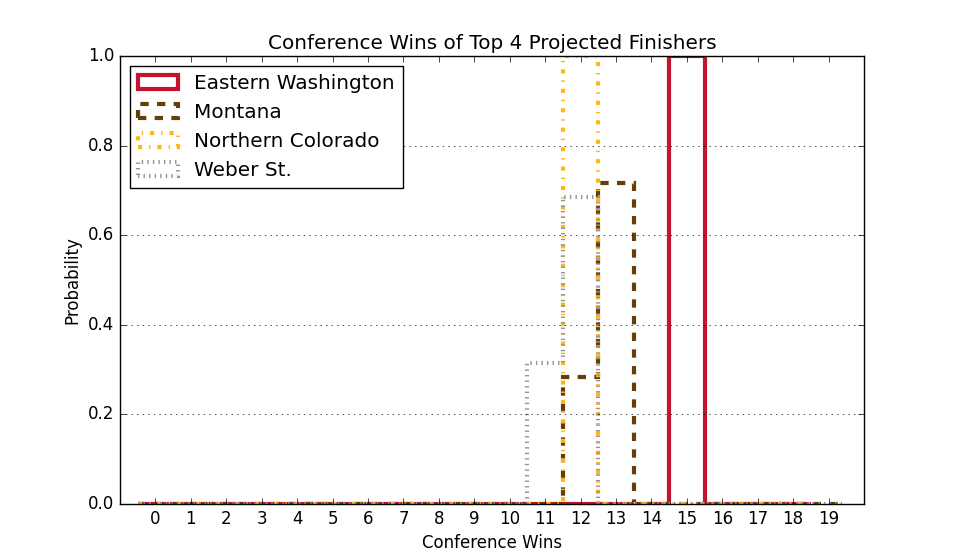 Conference Wins of Top 4 Projected Finishers
1.0
0.8
0.6
0.4
0.2
0.0
Probability
Eastern Washington
Montana
Northern Colorado
Weber St.
0 1 2 3 4 5 6 7 8 9 10 11 12 13 14 15 16 17 18 19
Conference Wins